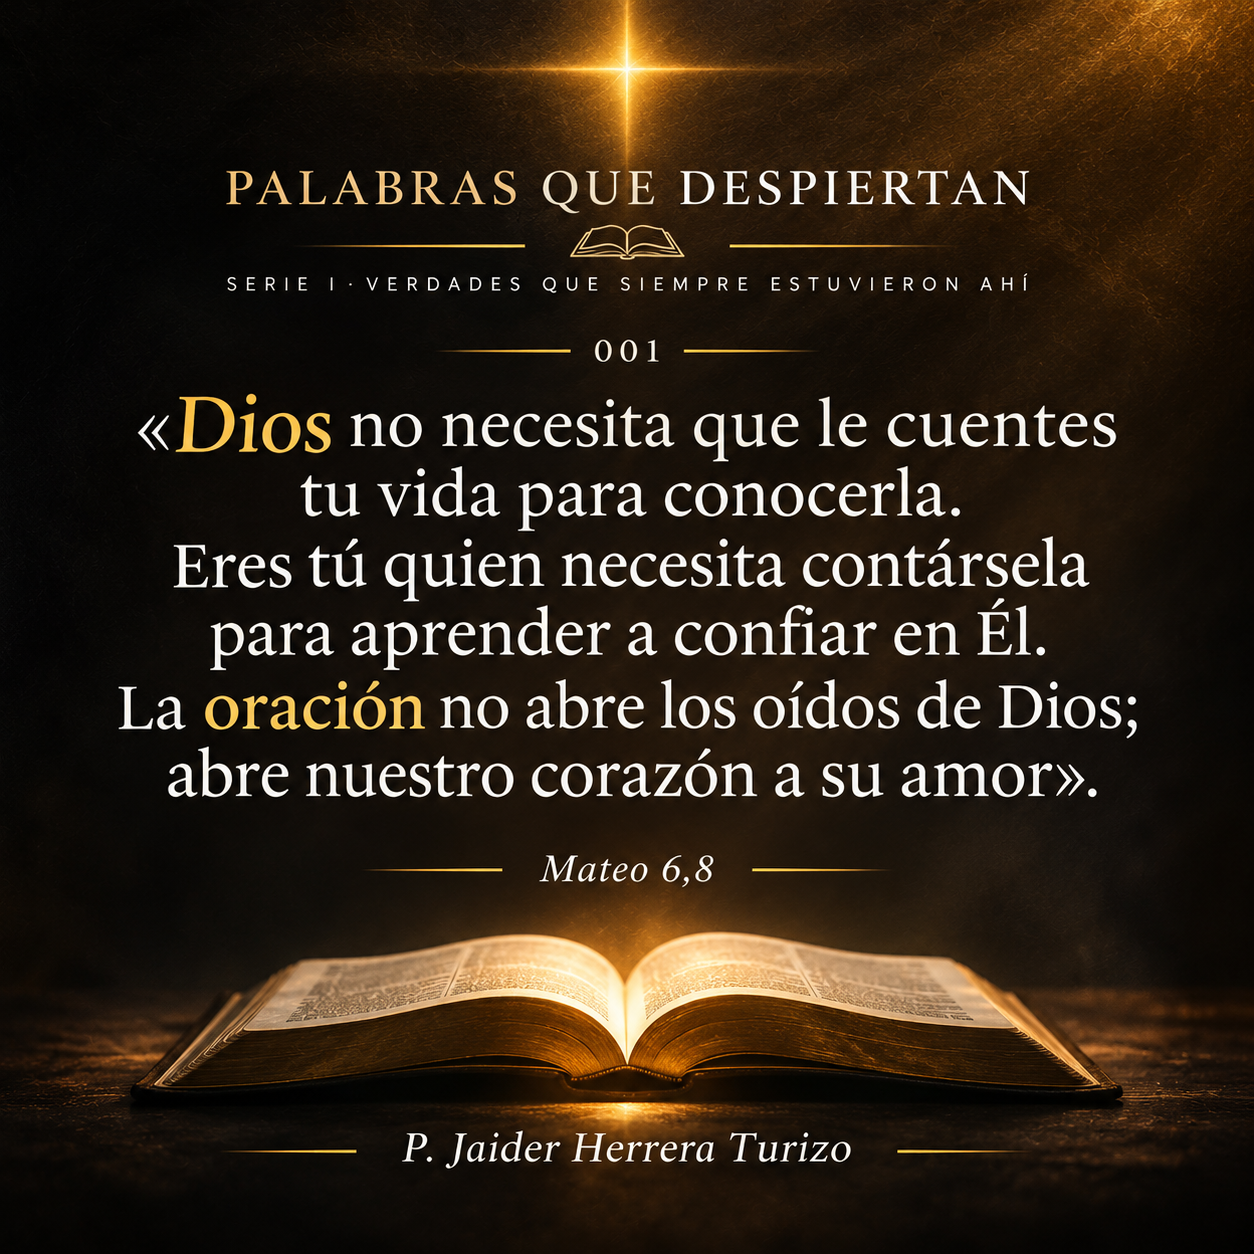 PALABRAS QUE DESPIERTAN
SERIE I · VERDADES QUE SIEMPRE ESTUVIERON AHÍ
001
«Dios no necesita que le cuentes
tu vida para conocerla.
Eres tú quien necesita contársela
para aprender a confiar en Él.
La oración no abre los oídos de Dios;
abre nuestro corazón a su amor».
Mateo 6,8
P. Jaider Herrera Turizo